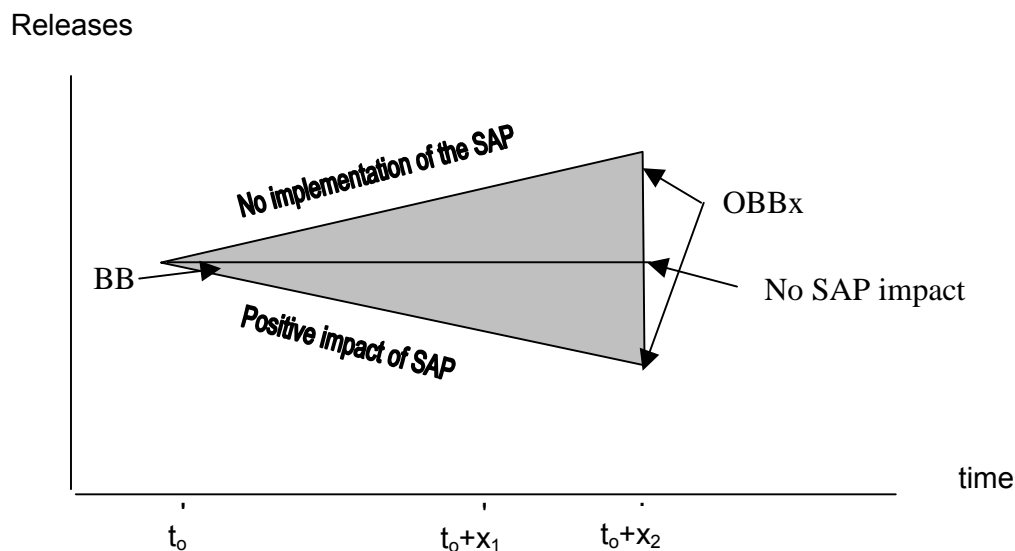 Releases
No implementation of the SAP
OBBx
BB
No SAP impact
Positive impact of SAP
time
tₒ
tₒ+x₁
tₒ+x₂